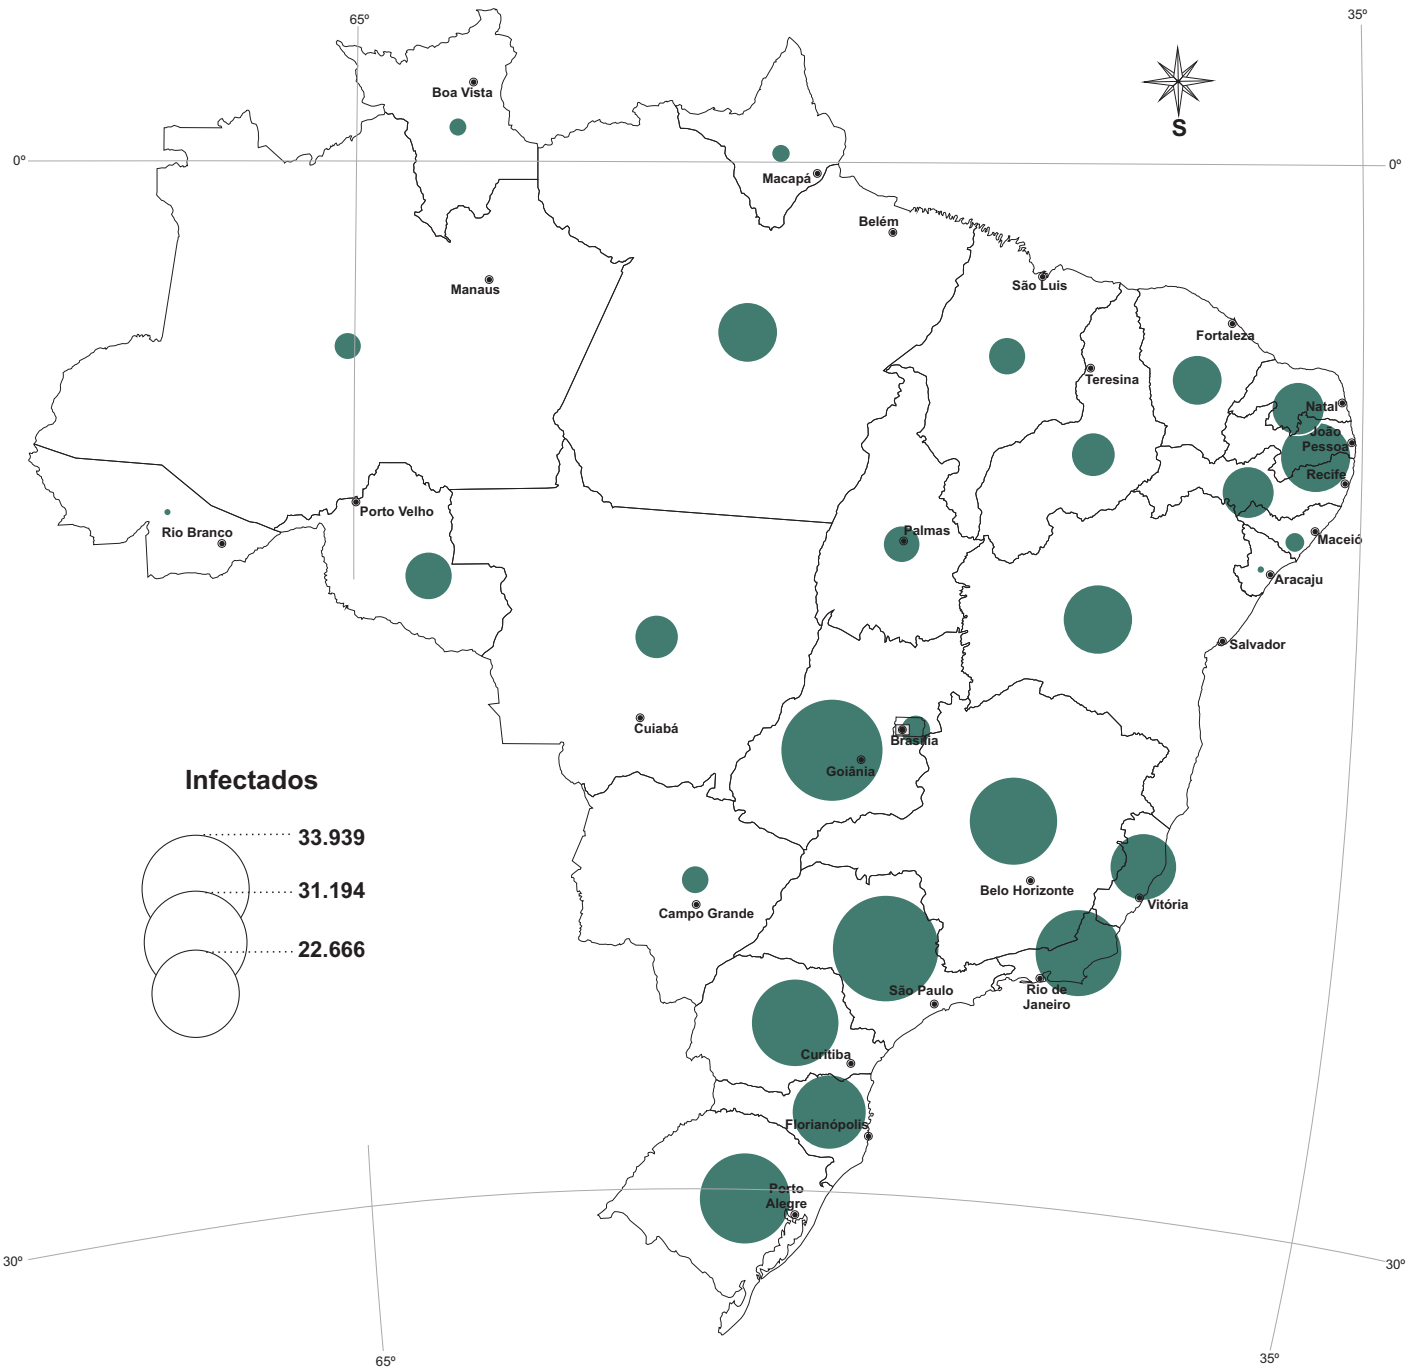 65º
35º
Boa Vista
S
0º
0º
Macapá
Belém
Manaus
São Luis
Fortaleza
Teresina
Natal
João
Pessoa
Recife
Porto Velho
Rio Branco
Palmas
Maceió
Aracaju
Salvador
Cuiabá
Brasília
Goiânia
Infectados
33.939
31.194
22.666
Belo Horizonte
Vitória
Campo Grande
São Paulo
Rio de
Janeiro
Curitiba
Florianópolis
Porto
Alegre
30º
30º
65º
35º